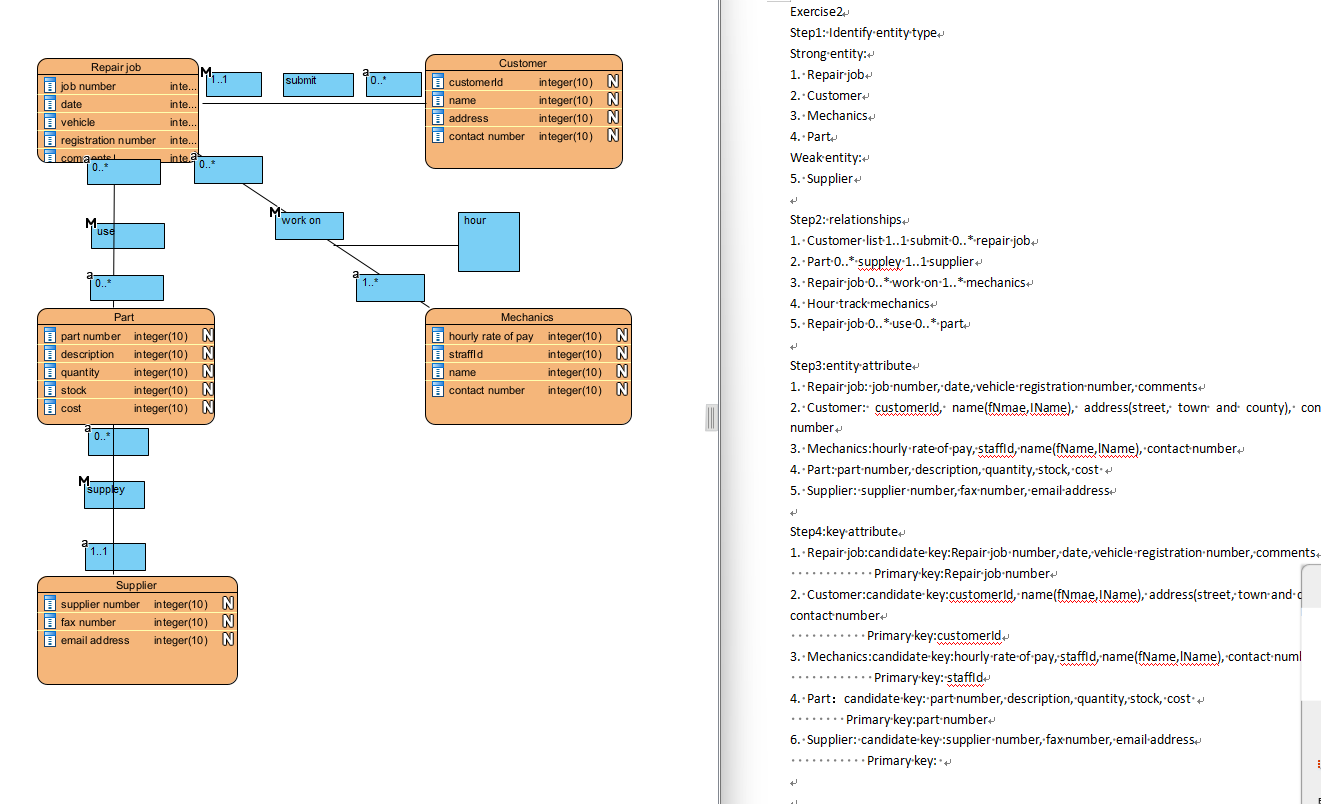 Repair job
job number inte...
date inte...
vehicle inte...
registration number inte...
inte...
M
1..1
submit
a
0..*
Customer
customerId integer(10) N
name integer(10) N
address integer(10) N
contact number integer(10) N
a
0..*
a
0..*
M
use
M
work on
hour
a
0..*
a
1..*
Part
part number integer(10) N
description integer(10) N
quantity integer(10) N
stock integer(10) N
cost integer(10) N
Mechanics
hourly rate of pay integer(10) N
straffId integer(10) N
name integer(10) N
contact number integer(10) N
a
0..*
M
suppley
a
1..1
Supplier
supplier number integer(10) N
fax number integer(10) N
email address integer(10) N
Exercise2
Step1: Identify entity type
Strong entity:
1. Repair job
2. Customer
3. Mechanics
4. Part
Weak entity:
5. Supplier
Step2: relationships
1. Customer list 1..1 submit 0..* repair job
2. Part 0..* suppley 1..1 supplier
3. Repair job 0..* work on 1..* mechanics
4. Hour track mechanics
5. Repair job 0..* use 0..* part
Step3:entity attribute
1. Repair job: job number, date, vehicle registration number, comments
2. Customer: customerId, name(fNmae,lName), address(street, town and county), con
number
3. Mechanics:hourly rate of pay, staffId, name(fName,lName), contact number
4. Part: part number, description, quantity, stock, cost
5. Supplier: supplier number, fax number, email address
Step4:key attribute
1. Repair job:candidate key:Repair job number, date, vehicle registration number, comments
Primary key:Repair job number
2. Customer:candidate key:customerId, name(fNmae,lName), address(street, town and c
contact number
Primary key:customerId
3. Mechanics:candidate key:hourly rate of pay, staffId, name(fName,lName), contact numl
Primary key: staffId
4. Part：candidate key: part number, description, quantity, stock, cost
Primary key:part number
6. Supplier: candidate key :supplier number, fax number, email address
Primary key: